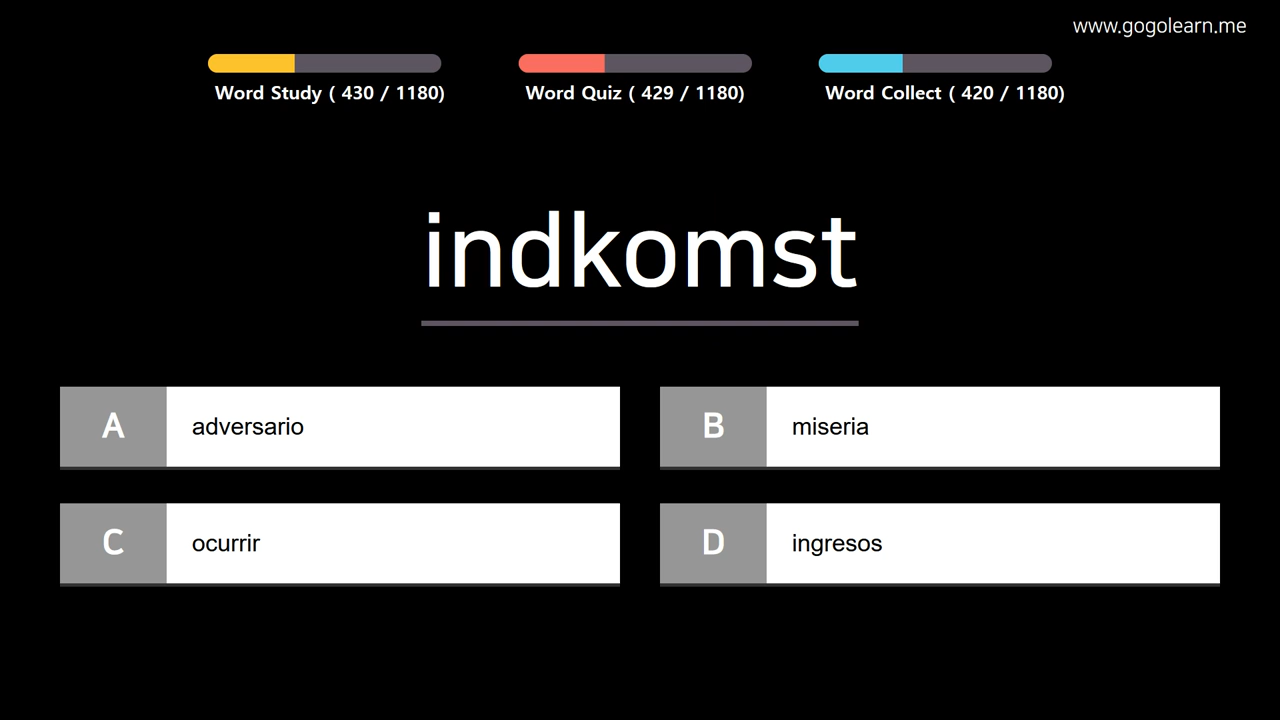 www.gogolearn.me
Word Study ( 430 / 1180)
Word Quiz ( 429 / 1180)
Word Collect ( 420 / 1180)
indkomst
A adversario
B miseria
C ocurrir
D ingresos